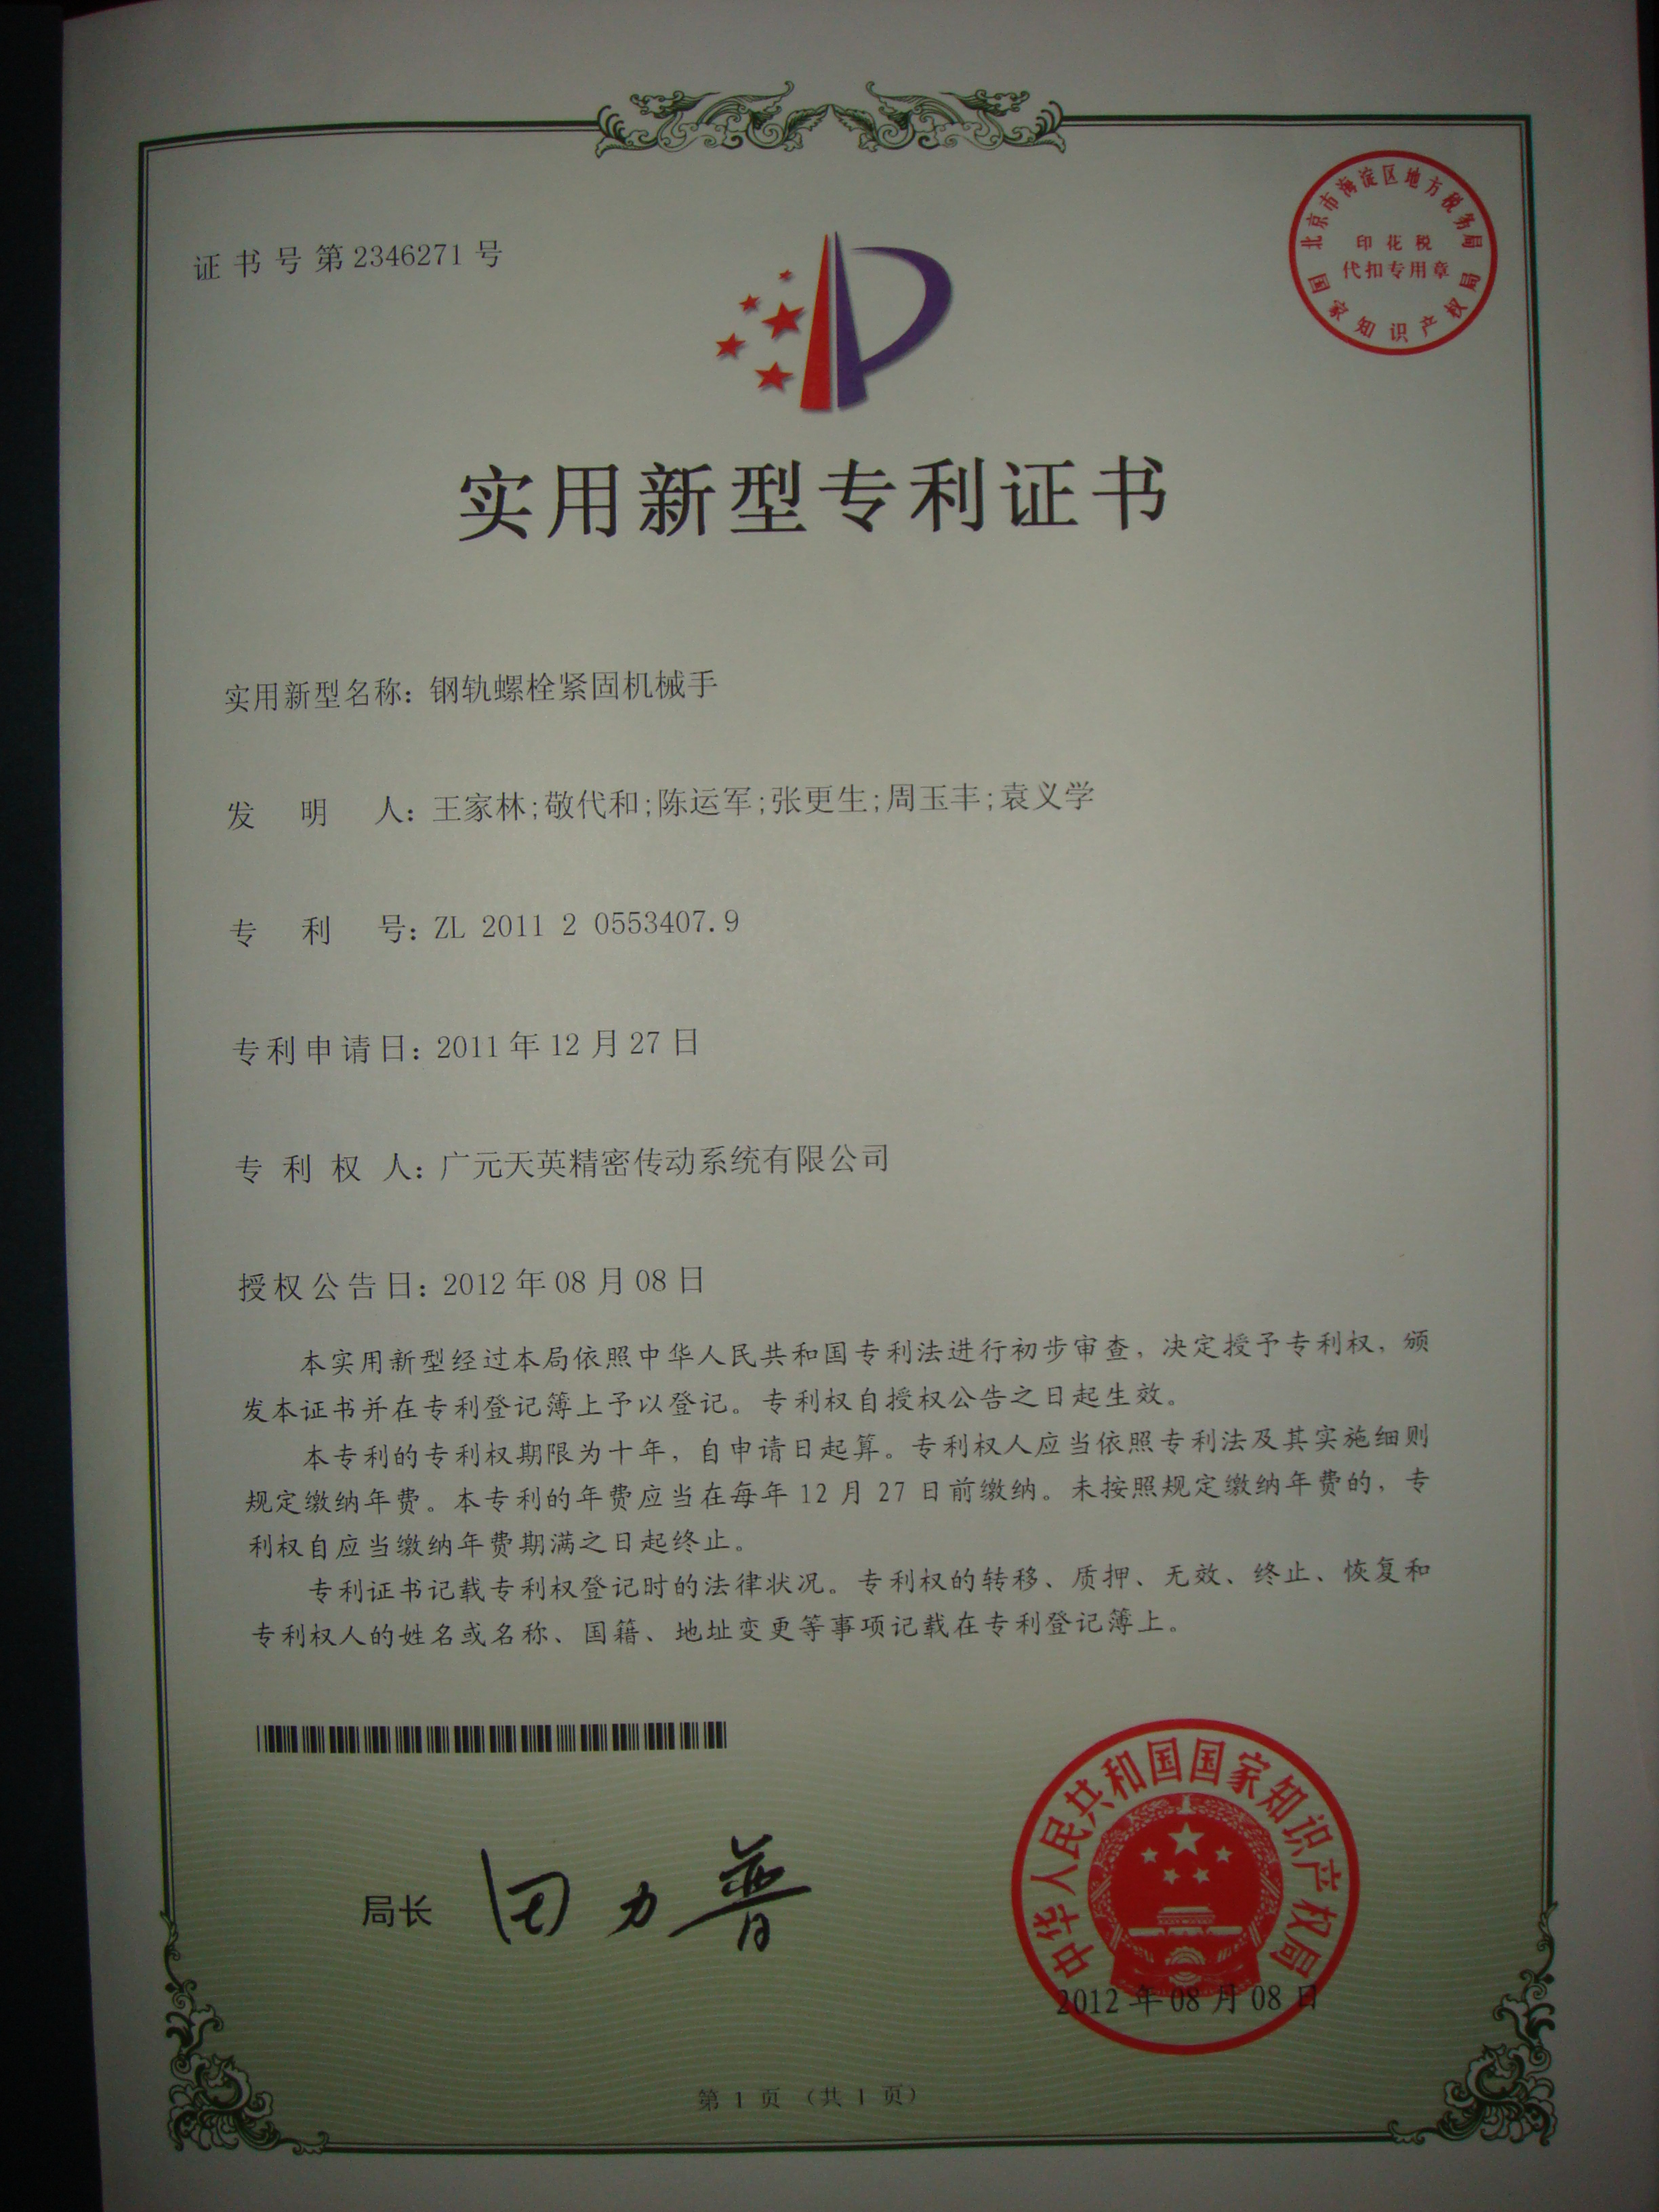 证书号第2346271号
北京市海淀区地方税务局
印花税
代扣专用章
国家知识产权局
实用新型专利证书
实用新型名称：钢轨螺栓紧固机械手
发明人：王家林;敬代和;陈运军;张更生;周玉丰;袁义学
专利号：ZL 2011 2 0553407.9
专利申请日：2011年12月27日
专利权人：广元天英精密传动系统有限公司
授权公告日：2012年08月08日
本实用新型经过本局依照中华人民共和国专利法进行初步审查，决定授予专利权，颁
发本证书并在专利登记簿上予以登记。专利权自授权公告之日起生效。
本专利的专利权期限为十年，自申请日起算。专利权人应当依照专利法及其实施细则
规定缴纳年费。本专利的年费应当在每年12月27日前缴纳。未按照规定缴纳年费的，专
利权自应当缴纳年费期满之日起终止。
专利证书记载专利权登记时的法律状况。专利权的转移、质押、无效、终止、恢复和
专利权人的姓名或名称、国籍、地址变更等事项记载在专利登记簿上。
局长 田力普
中华人民共和国国家知识产权局
2012年08月08日
第1页（共1页）